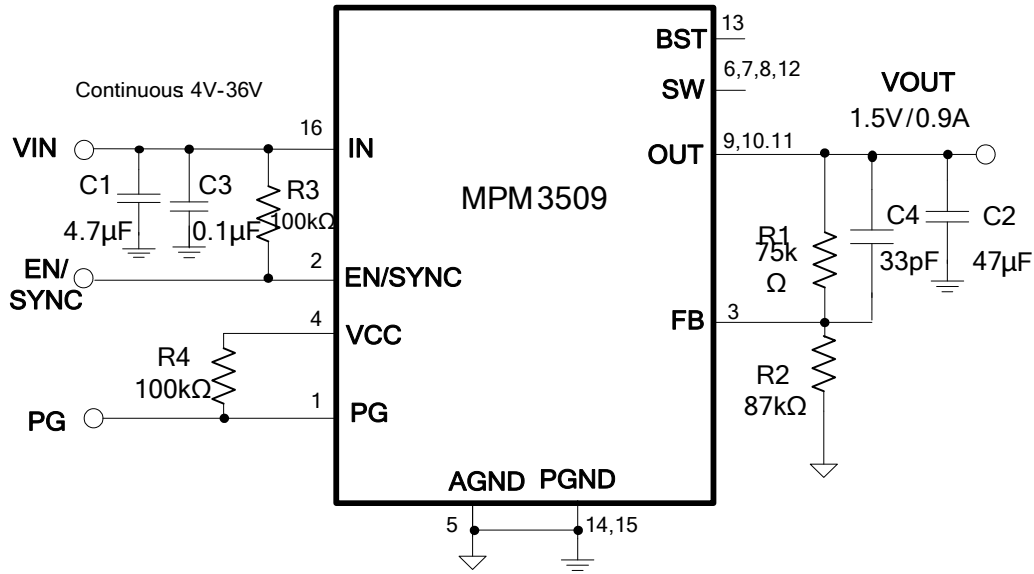 Continuous: 4V-36V
VIN
C1
4.7µF
C3
0.1µF
R3
100kΩ
EN/
SYNC
R4
100kΩ
PG
16
2
4
1
IN
EN/SYNC
VCC
PG
MPM3509
BST
SW
OUT
FB
AGND
PGND
5
14,15
13
6,7,8,12
9,10.11
3
VOUT
1.5V/0.9A
R1
75k
Ω
C4
33pF
C2
47µF
R2
87kΩ